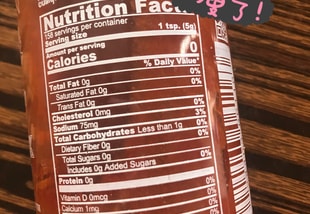 Nutrition Fact
了!
158 servings per container
Serving size 1 tsp. (5g)
Amount per serving
Calories 0
% Daily Value*
Total Fat 0g 0%
Saturated Fat 0g 0%
Trans Fat 0g
Cholesterol 0mg 0%
Sodium 75mg 3%
Total Carbohydrates Less than 1g 0%
Dietary Fiber 0g 0%
Total Sugars 0g
Includes 0g Added Sugars 0%
Protein 0g 0%
Vitamin D 0mcg 0%
Calcium 1mg 0%